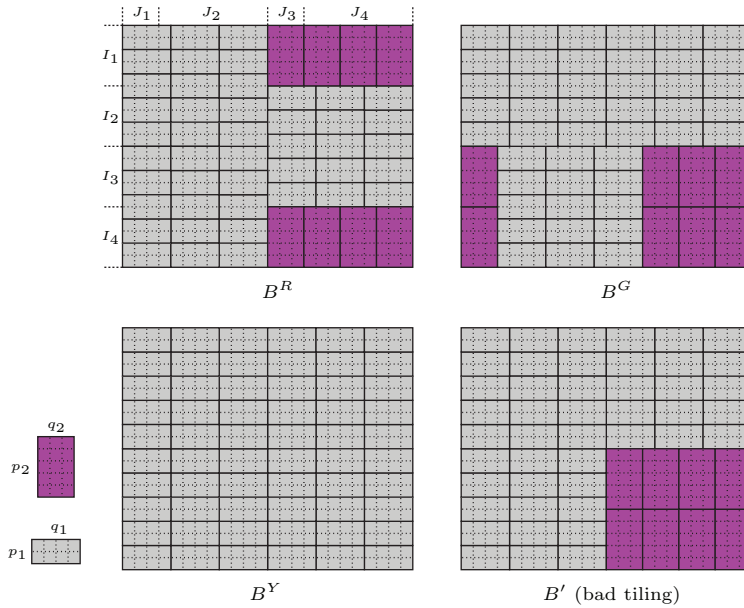 J₁ J₂ J₃ J₄
I₁
I₂
I₃
I₄
B^R B^G
q₂
p₂
q₁
p₁
B^Y B′ (bad tiling)